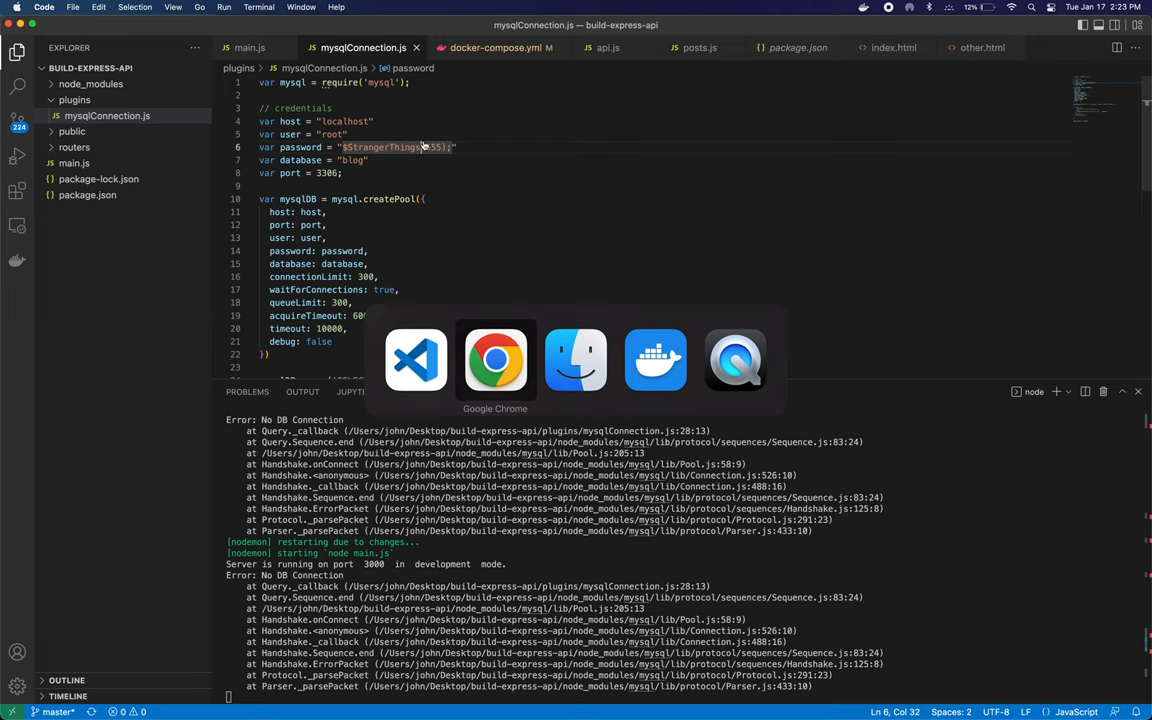 Code File Edit Selection View Go Run Terminal Window Help
12% Tue Jan 17 2:23 PM
mysqlConnection.js — build-express-api
EXPLORER
main.js mysqlConnection.js docker-compose.yml M api.js posts.js package.json index.html other.html
BUILD-EXPRESS-API
node_modules
plugins
mysqlConnection.js
public
routers
main.js
package-lock.json
package.json
224
plugins > mysqlConnection.js > password
1 var mysql = require('mysql');
2
3 // credentials
4 var host = "localhost"
5 var user = "root"
6 var password = "$StrangerThings 55);"
7 var database = "blog"
8 var port = 3306;
9
10 var mysqlDB = mysql.createPool({
11 host: host,
12 port: port,
13 user: user,
14 password: password,
15 database: database,
16 connectionLimit: 300,
17 waitForConnections: true,
18 queueLimit: 300,
19 acquireTimeout: 600
20 timeout: 10000,
21 debug: false
22 })
23
Google Chrome
PROBLEMS OUTPUT JUPYT
node
Error: No DB Connection
at Query._callback (/Users/john/Desktop/build-express-api/plugins/mysqlConnection.js:28:13)
at Query.Sequence.end (/Users/john/Desktop/build-express-api/node_modules/mysql/lib/protocol/sequences/Sequence.js:83:24)
at /Users/john/Desktop/build-express-api/node_modules/mysql/lib/Pool.js:205:13
at Handshake.onConnect (/Users/john/Desktop/build-express-api/node_modules/mysql/lib/Pool.js:58:9)
at Handshake.<anonymous> (/Users/john/Desktop/build-express-api/node_modules/mysql/lib/Connection.js:526:10)
at Handshake._callback (/Users/john/Desktop/build-express-api/node_modules/mysql/lib/Connection.js:488:16)
at Handshake.Sequence.end (/Users/john/Desktop/build-express-api/node_modules/mysql/lib/protocol/sequences/Sequence.js:83:24)
at Handshake.ErrorPacket (/Users/john/Desktop/build-express-api/node_modules/mysql/lib/protocol/sequences/Handshake.js:125:8)
at Protocol._parsePacket (/Users/john/Desktop/build-express-api/node_modules/mysql/lib/protocol/Protocol.js:291:23)
at Parser._parsePacket (/Users/john/Desktop/build-express-api/node_modules/mysql/lib/protocol/Parser.js:433:10)
[nodemon] restarting due to changes...
[nodemon] starting `node main.js`
Server is running on port 3000 in development mode.
Error: No DB Connection
at Query._callback (/Users/john/Desktop/build-express-api/plugins/mysqlConnection.js:28:13)
at Query.Sequence.end (/Users/john/Desktop/build-express-api/node_modules/mysql/lib/protocol/sequences/Sequence.js:83:24)
at /Users/john/Desktop/build-express-api/node_modules/mysql/lib/Pool.js:205:13
at Handshake.onConnect (/Users/john/Desktop/build-express-api/node_modules/mysql/lib/Pool.js:58:9)
at Handshake.<anonymous> (/Users/john/Desktop/build-express-api/node_modules/mysql/lib/Connection.js:526:10)
at Handshake._callback (/Users/john/Desktop/build-express-api/node_modules/mysql/lib/Connection.js:488:16)
at Handshake.Sequence.end (/Users/john/Desktop/build-express-api/node_modules/mysql/lib/protocol/sequences/Sequence.js:83:24)
at Handshake.ErrorPacket (/Users/john/Desktop/build-express-api/node_modules/mysql/lib/protocol/sequences/Handshake.js:125:8)
at Protocol._parsePacket (/Users/john/Desktop/build-express-api/node_modules/mysql/lib/protocol/Protocol.js:291:23)
at Parser._parsePacket (/Users/john/Desktop/build-express-api/node_modules/mysql/lib/protocol/Parser.js:433:10)
OUTLINE
TIMELINE
master* 0 0 Ln 6, Col 32 Spaces: 2 UTF-8 LF {} JavaScript